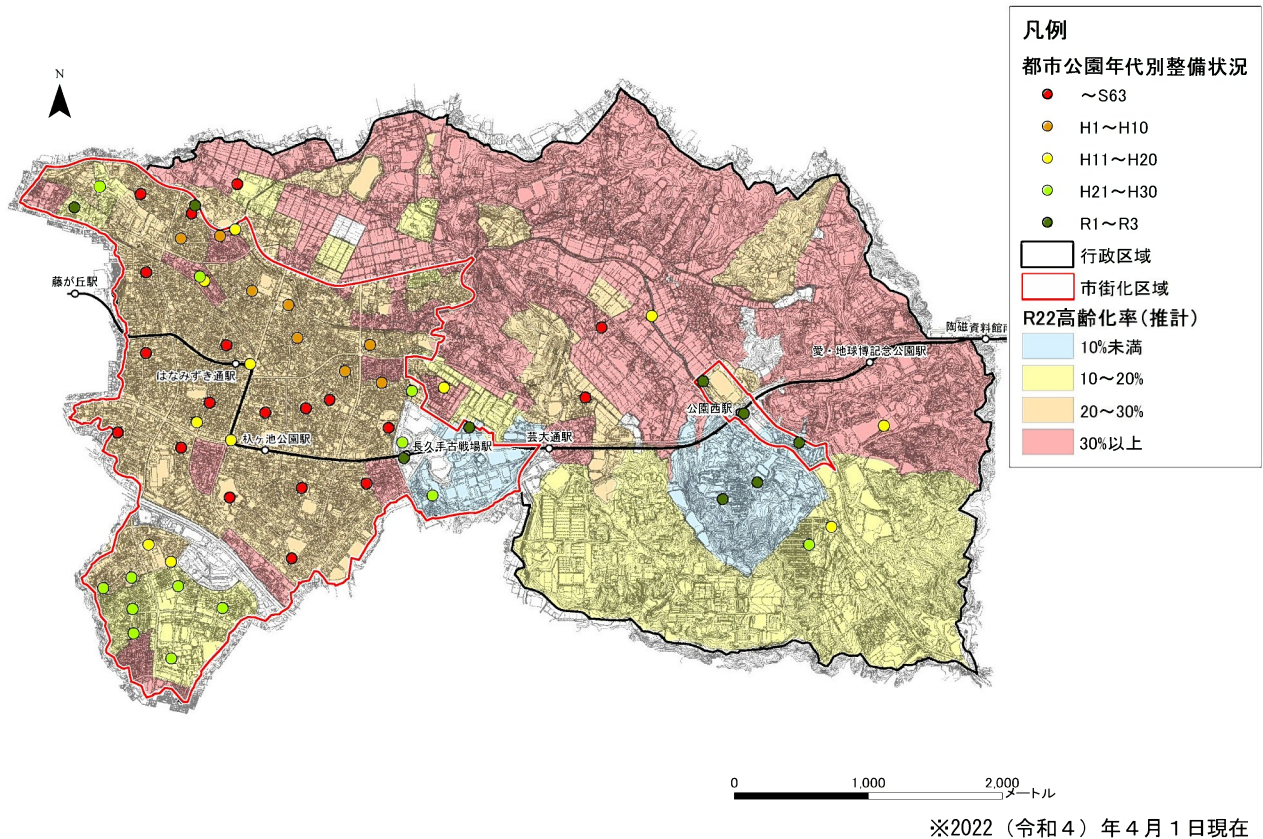 凡例
都市公園年代別整備状況
～S63
H1～H10
H11～H20
H21～H30
R1～R3
行政区域
市街化区域
R22高齢化率(推計)
10%未満
10～20%
20～30%
30%以上
N
藤が丘駅
はなみずき通駅
杁ヶ池公園駅
長久手古戦場駅
芸大通駅
公園西駅
愛・地球博記念公園駅
陶磁資料館南
0 1,000 2,000
メートル
※2022（令和４）年４月１日現在